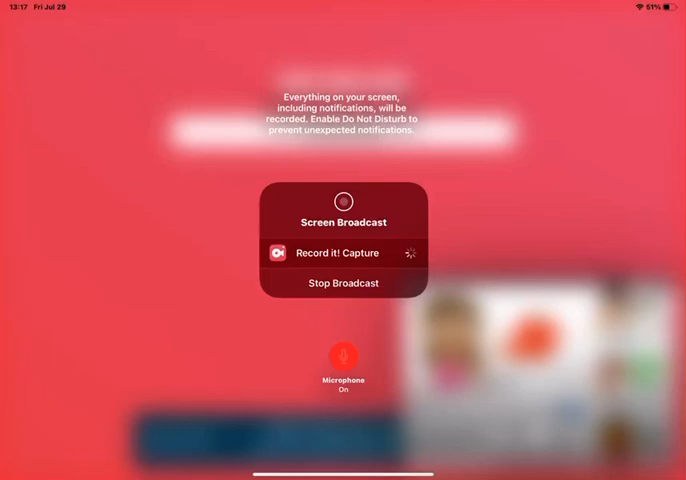 13:17 Fri Jul 29
51%
Everything on your screen,
including notifications, will be
recorded. Enable Do Not Disturb to
prevent unexpected notifications.
Screen Broadcast
Record it! Capture
Stop Broadcast
Microphone
On